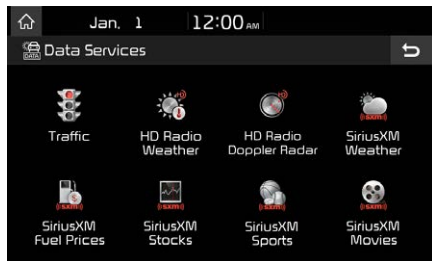 Jan. 1 12:00 AM
DATA Data Services
Traffic
HD Radio
Weather
HD Radio
Doppler Radar
SiriusXM
Weather
SiriusXM
Fuel Prices
SiriusXM
Stocks
SiriusXM
Sports
SiriusXM
Movies